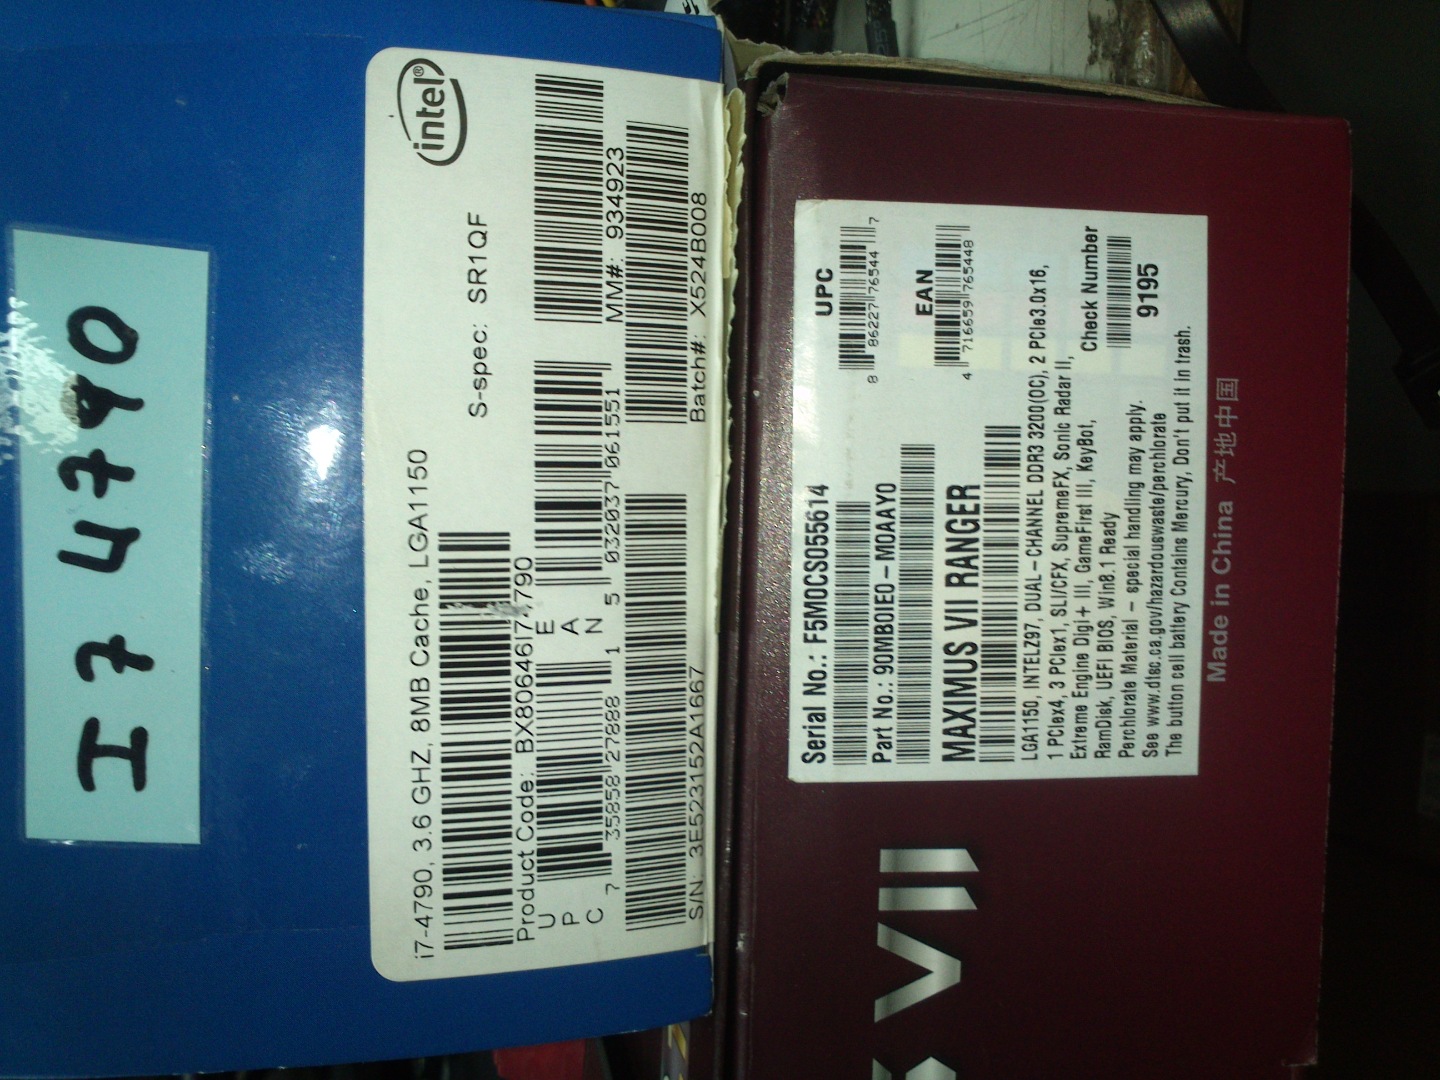 I7 4790
intel®
i7-4790, 3.6 GHZ, 8MB Cache, LGA1150
S-spec: SR1QF
Product Code: BX80646I74790
UPC
7 35858 27888 1
EAN
5 032037 061551
MM#: 934923
S/N: 3E523152A1667
Batch#: X524B008
Serial No.: F5M0CS055614
UPC
8 86227 76544 7
Part No.: 90MB0IE0-M0AAY0
EAN
4 716659 765448
MAXIMUS VII RANGER
LGA1150, INTELZ97, DUAL-CHANNEL DDR3 3200(OC), 2 PCIe3.0x16,
1 PCIex4, 3 PCIex1, SLI/CFX, SupremeFX, Sonic Radar II,
Extreme Engine Digi+ III, GameFirst III, KeyBot,
RamDisk, UEFI BIOS, Win8.1 Ready
Check Number
9195
Perchlorate Material - special handling may apply.
See www.dtsc.ca.gov/hazardouswaste/perchlorate
The button cell battery Contains Mercury, Don't put it in trash.
Made in China 产地中国
S VII